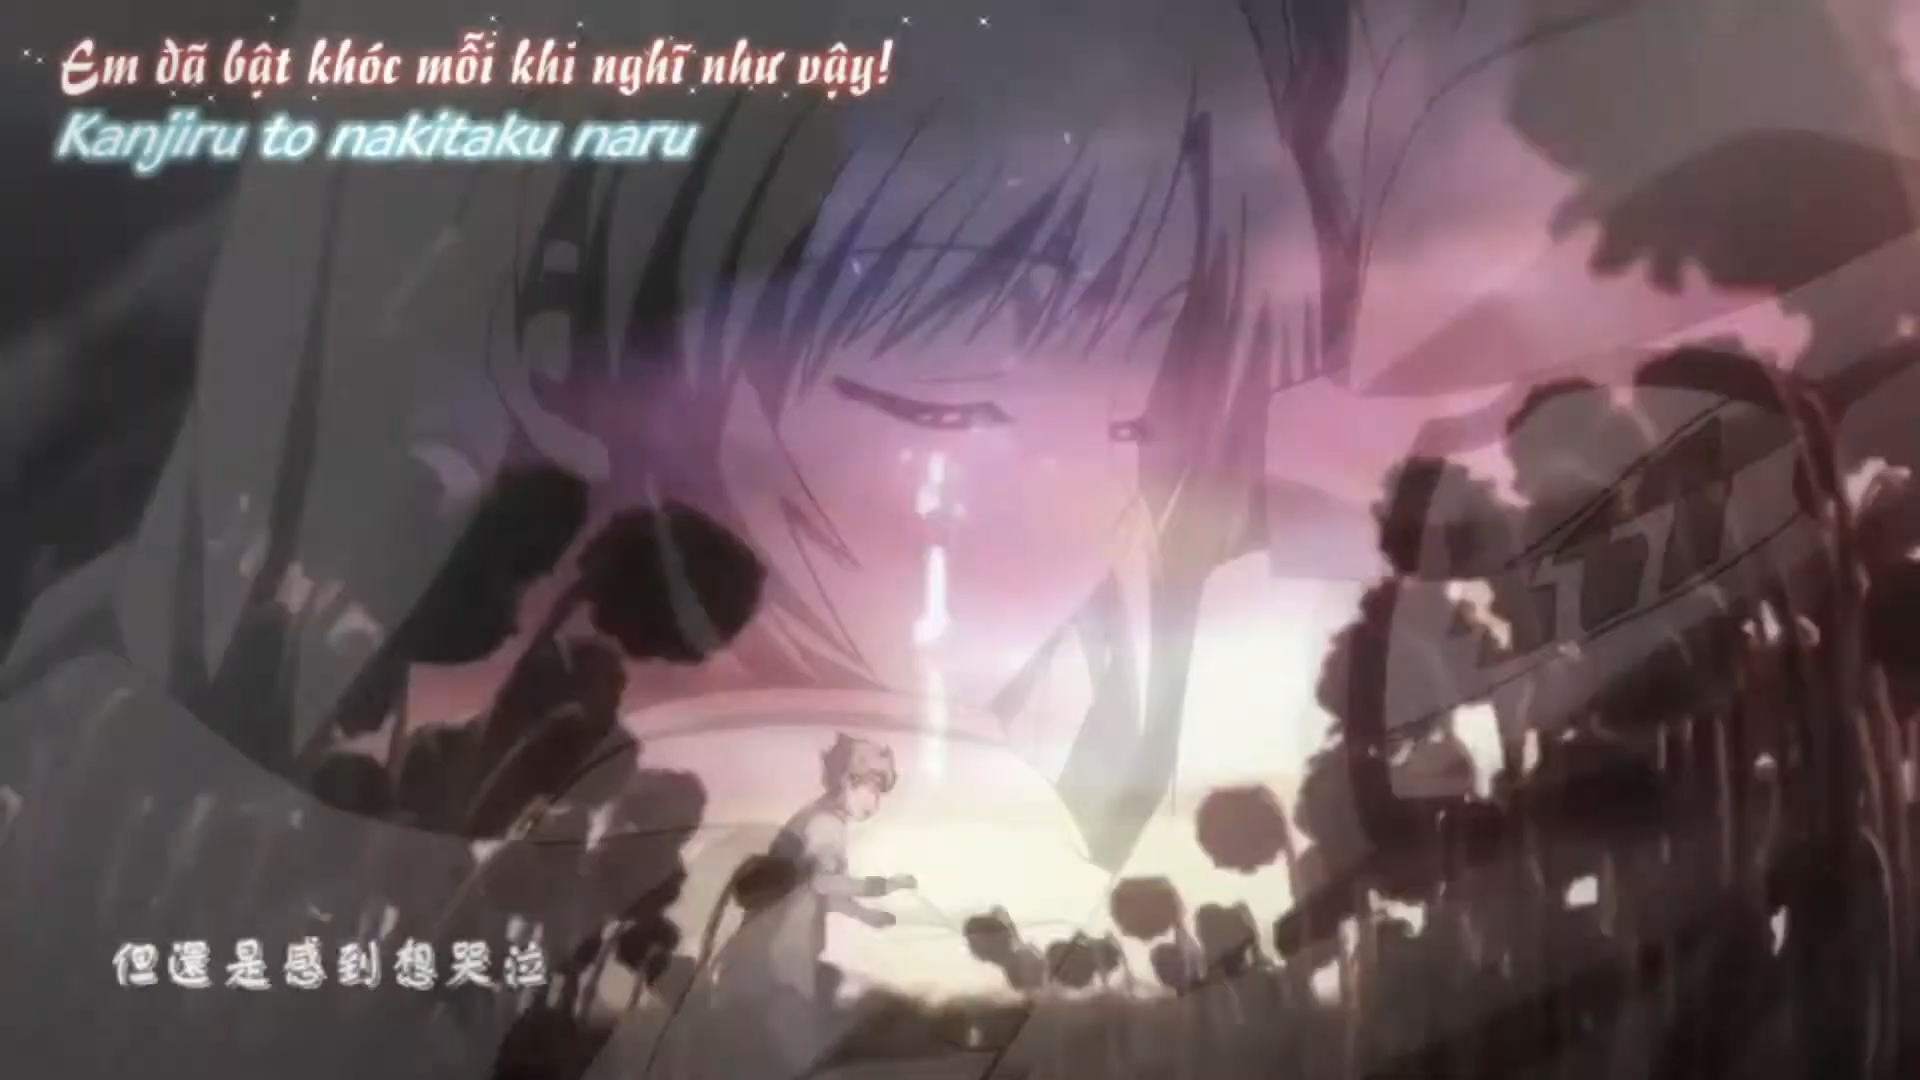 Em đã bật khóc mỗi khi nghĩ như vậy!
Kanjiru to nakitaku naru
但還是感到想哭泣